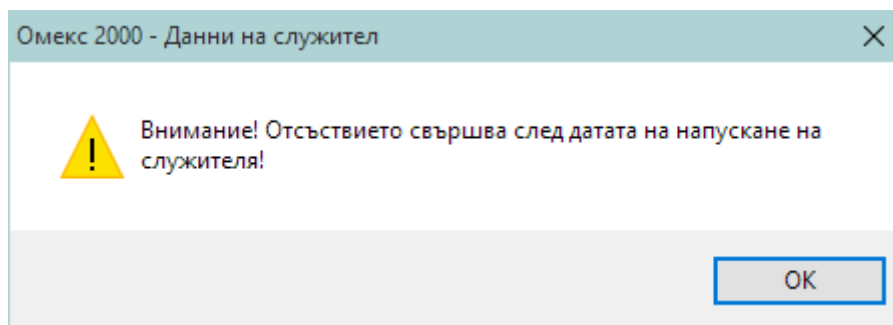 Омекс 2000 - Данни на служител
Внимание! Отсъствието свършва след датата на напускане на
служителя!
OK